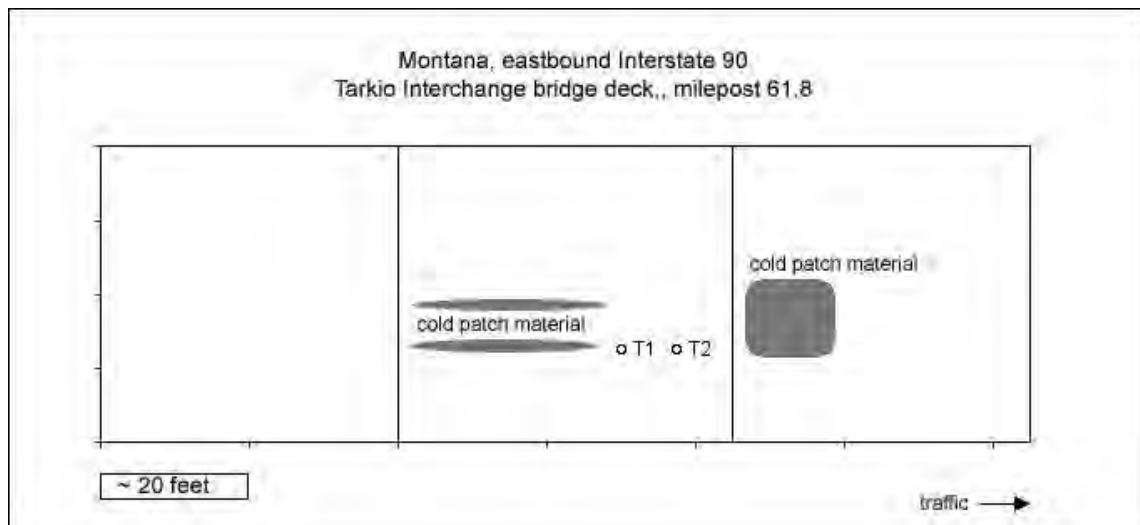 Montana, eastbound Interstate 90
Tarkio Interchange bridge deck,, milepost 61.8
cold patch material
cold patch material
T1 T2
~ 20 feet
traffic